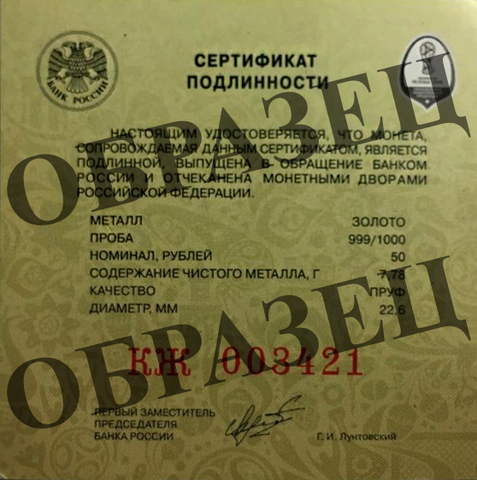 БАНК РОССИИ
СЕРТИФИКАТ
ПОДЛИННОСТИ
НАСТОЯЩИМ УДОСТОВЕРЯЕТСЯ, ЧТО МОНЕТА,
СОПРОВОЖДАЕМАЯ ДАННЫМ СЕРТИФИКАТОМ, ЯВЛЯЕТСЯ
ПОДЛИННОЙ, ВЫПУЩЕНА В ОБРАЩЕНИЕ БАНКОМ
РОССИИ И ОТЧЕКАНЕНА МОНЕТНЫМИ ДВОРАМИ
РОССИЙСКОЙ ФЕДЕРАЦИИ.
ОБРАЗЕЦ
МЕТАЛЛ ЗОЛОТО
ПРОБА 999/1000
НОМИНАЛ, РУБЛЕЙ 50
СОДЕРЖАНИЕ ЧИСТОГО МЕТАЛЛА, Г 7,78
КАЧЕСТВО ПРУФ
ДИАМЕТР, ММ 22,6
ОБРАЗЕЦ
КЖ 003421
ПЕРВЫЙ ЗАМЕСТИТЕЛЬ
ПРЕДСЕДАТЕЛЯ
БАНКА РОССИИ Г. И. Лунтовский